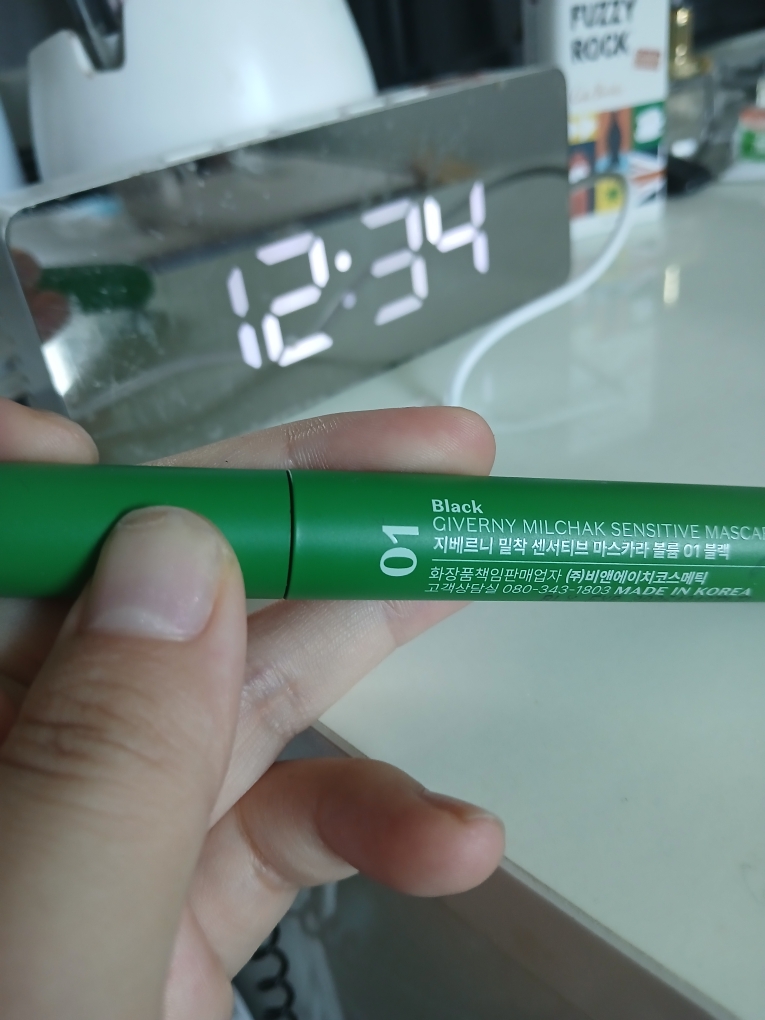 FUZZY
ROCK
12:34
01
Black
GIVERNY MILCHAK SENSITIVE
지베르니 밀착 센서티브 마스카라 볼륨 01 블랙
화장품책임판매업자 (주)비앤에이치코스메틱
고객상담실 080-343-1803 MADE IN KOREA